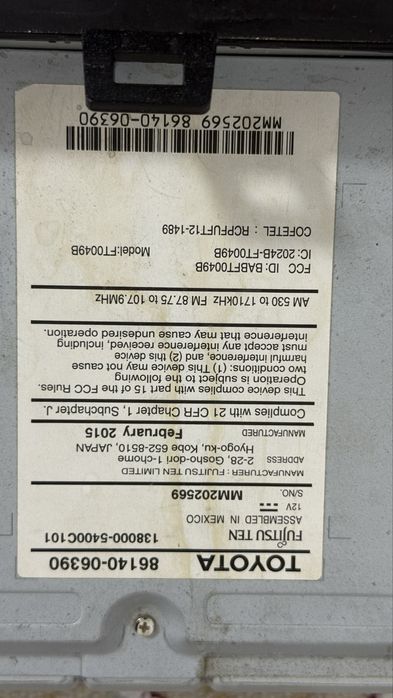 TOYOTA 86140-06390
FUJITSU TEN 138000-5400C101
ASSEMBLED IN MEXICO
12V
S/NO. MM202569
MANUFACTURER : FUJITSU TEN LIMITED
ADDRESS 2-28, Gosho-dori 1-chome-1
Hyogo-ku, Kobe 652-8510, JAPAN
MANUFACTURED February 2015
Complies with 21 CFR Chapter 1, Subchapter J.
This device complies with part 15 of the FCC Rules.
Operation is subject to the following
two conditions: (1) This device may not cause
harmful interference, and (2) this device
must accept any interference received, including
interference that may cause undesired operation.
AM 530 to 1710kHz FM 87.75 to 107.9MHz
FCC ID: BABFT0049B
IC: 2024B-FT0049B Model:FT0049B
COFETEL : RCPFUFT12-1489
MM202569 86140-06390